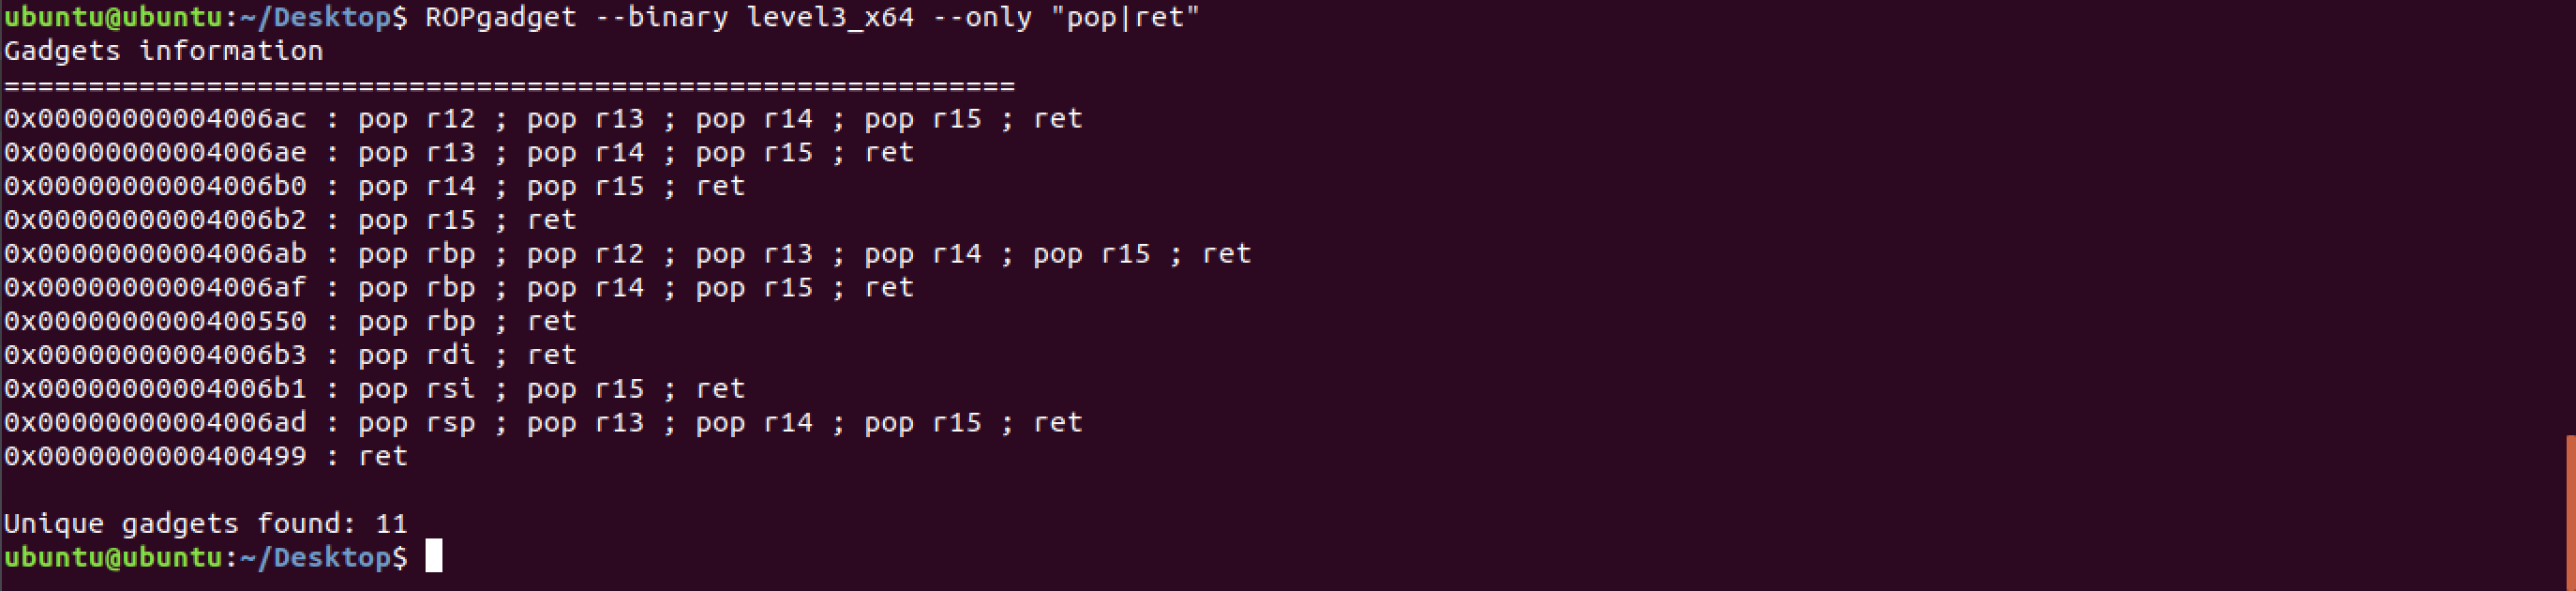 ubuntu@ubuntu:~/Desktop$ ROPgadget --binary level3_x64 --only "pop|ret"
Gadgets information
============================================================
0x00000000004006ac : pop r12 ; pop r13 ; pop r14 ; pop r15 ; ret
0x00000000004006ae : pop r13 ; pop r14 ; pop r15 ; ret
0x00000000004006b0 : pop r14 ; pop r15 ; ret
0x00000000004006b2 : pop r15 ; ret
0x00000000004006ab : pop rbp ; pop r12 ; pop r13 ; pop r14 ; pop r15 ; ret
0x00000000004006af : pop rbp ; pop r14 ; pop r15 ; ret
0x0000000000400550 : pop rbp ; ret
0x00000000004006b3 : pop rdi ; ret
0x00000000004006b1 : pop rsi ; pop r15 ; ret
0x00000000004006ad : pop rsp ; pop r13 ; pop r14 ; pop r15 ; ret
0x0000000000400499 : ret
Unique gadgets found: 11
ubuntu@ubuntu:~/Desktop$